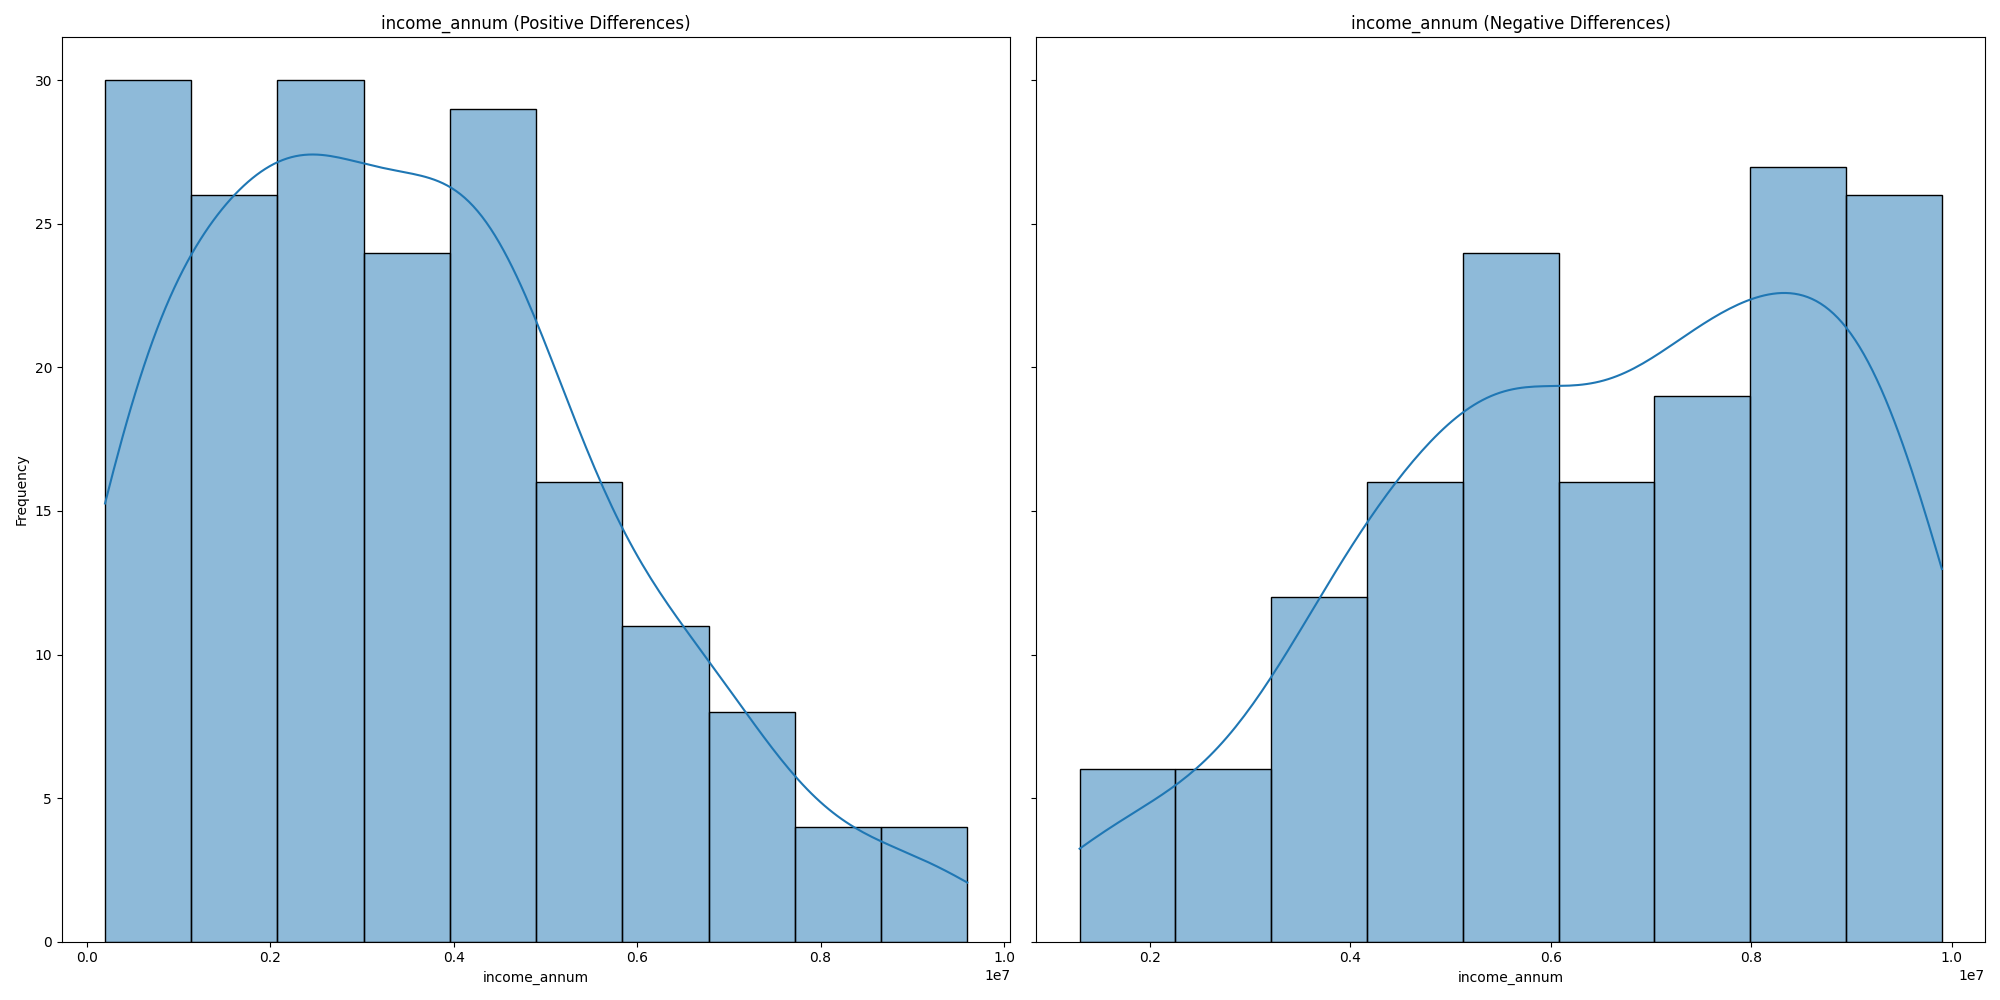 income_annum (Positive Differences)
30
25
20
15
10
5
0
Frequency
0.0 0.2 0.4 0.6 0.8 1.0
1e7
income_annum
income_annum (Negative Differences)
0.2 0.4 0.6 0.8 1.0
1e7
income_annum